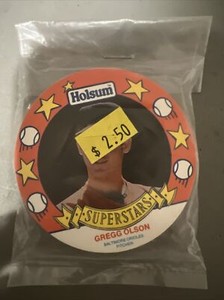 Holsum
$ 2.50
SUPERSTARS
GREGG OLSON
BALTIMORE ORIOLES
PITCHER